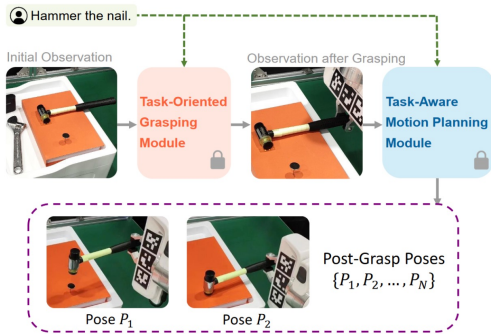 Hammer the nail.
Initial Observation
Observation after Grasping
Task-Oriented
Grasping
Module
Task-Aware
Motion Planning
Module
Post-Grasp Poses
{P₁, P₂, ..., P_N}
Pose P₁
Pose P₂